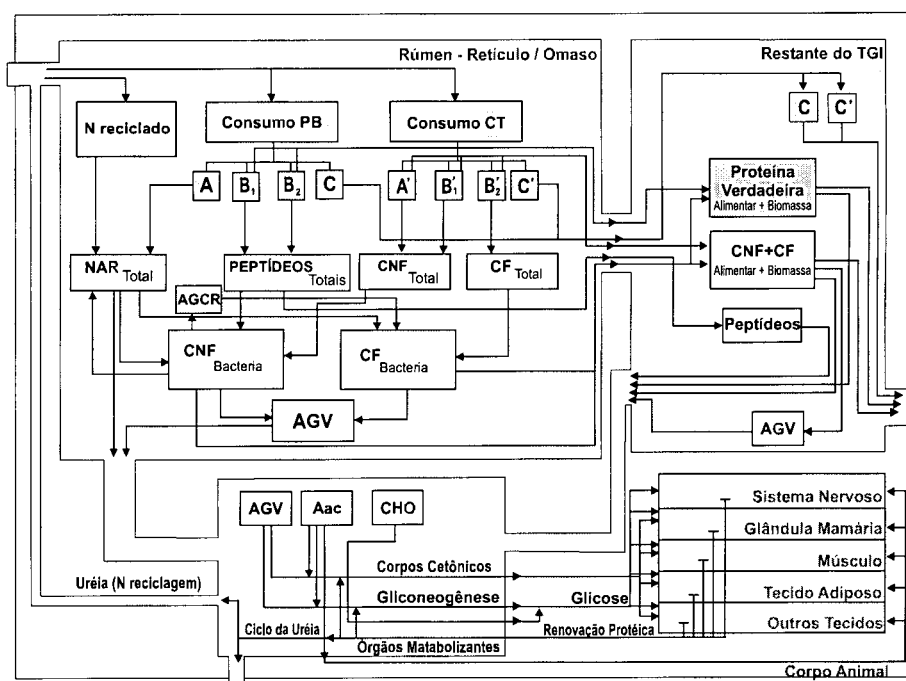 Rúmen - Retículo / Omaso
Restante do TGI
N reciclado
Consumo PB
Consumo CT
C
C'
A
B1
B2
C
A'
B'1
B'2
C'
Proteína
Verdadeira
Alimentar + Biomassa
NAR Total
PEPTÍDEOS
Totais
CNF
Total
CF Total
CNF+CF
Alimentar + Biomassa
AGCR
Peptídeos
CNF
Bacteria
CF
Bacteria
AGV
AGV
AGV
Aac
CHO
Sistema Nervoso
Glândula Mamária
Músculo
Tecido Adiposo
Outros Tecidos
Corpos Cetônicos
Uréia (N reciclagem)
Gliconeogênese
Glicose
Ciclo da Uréia
Renovação Protéica
Órgãos Matabolizantes
Corpo Animal